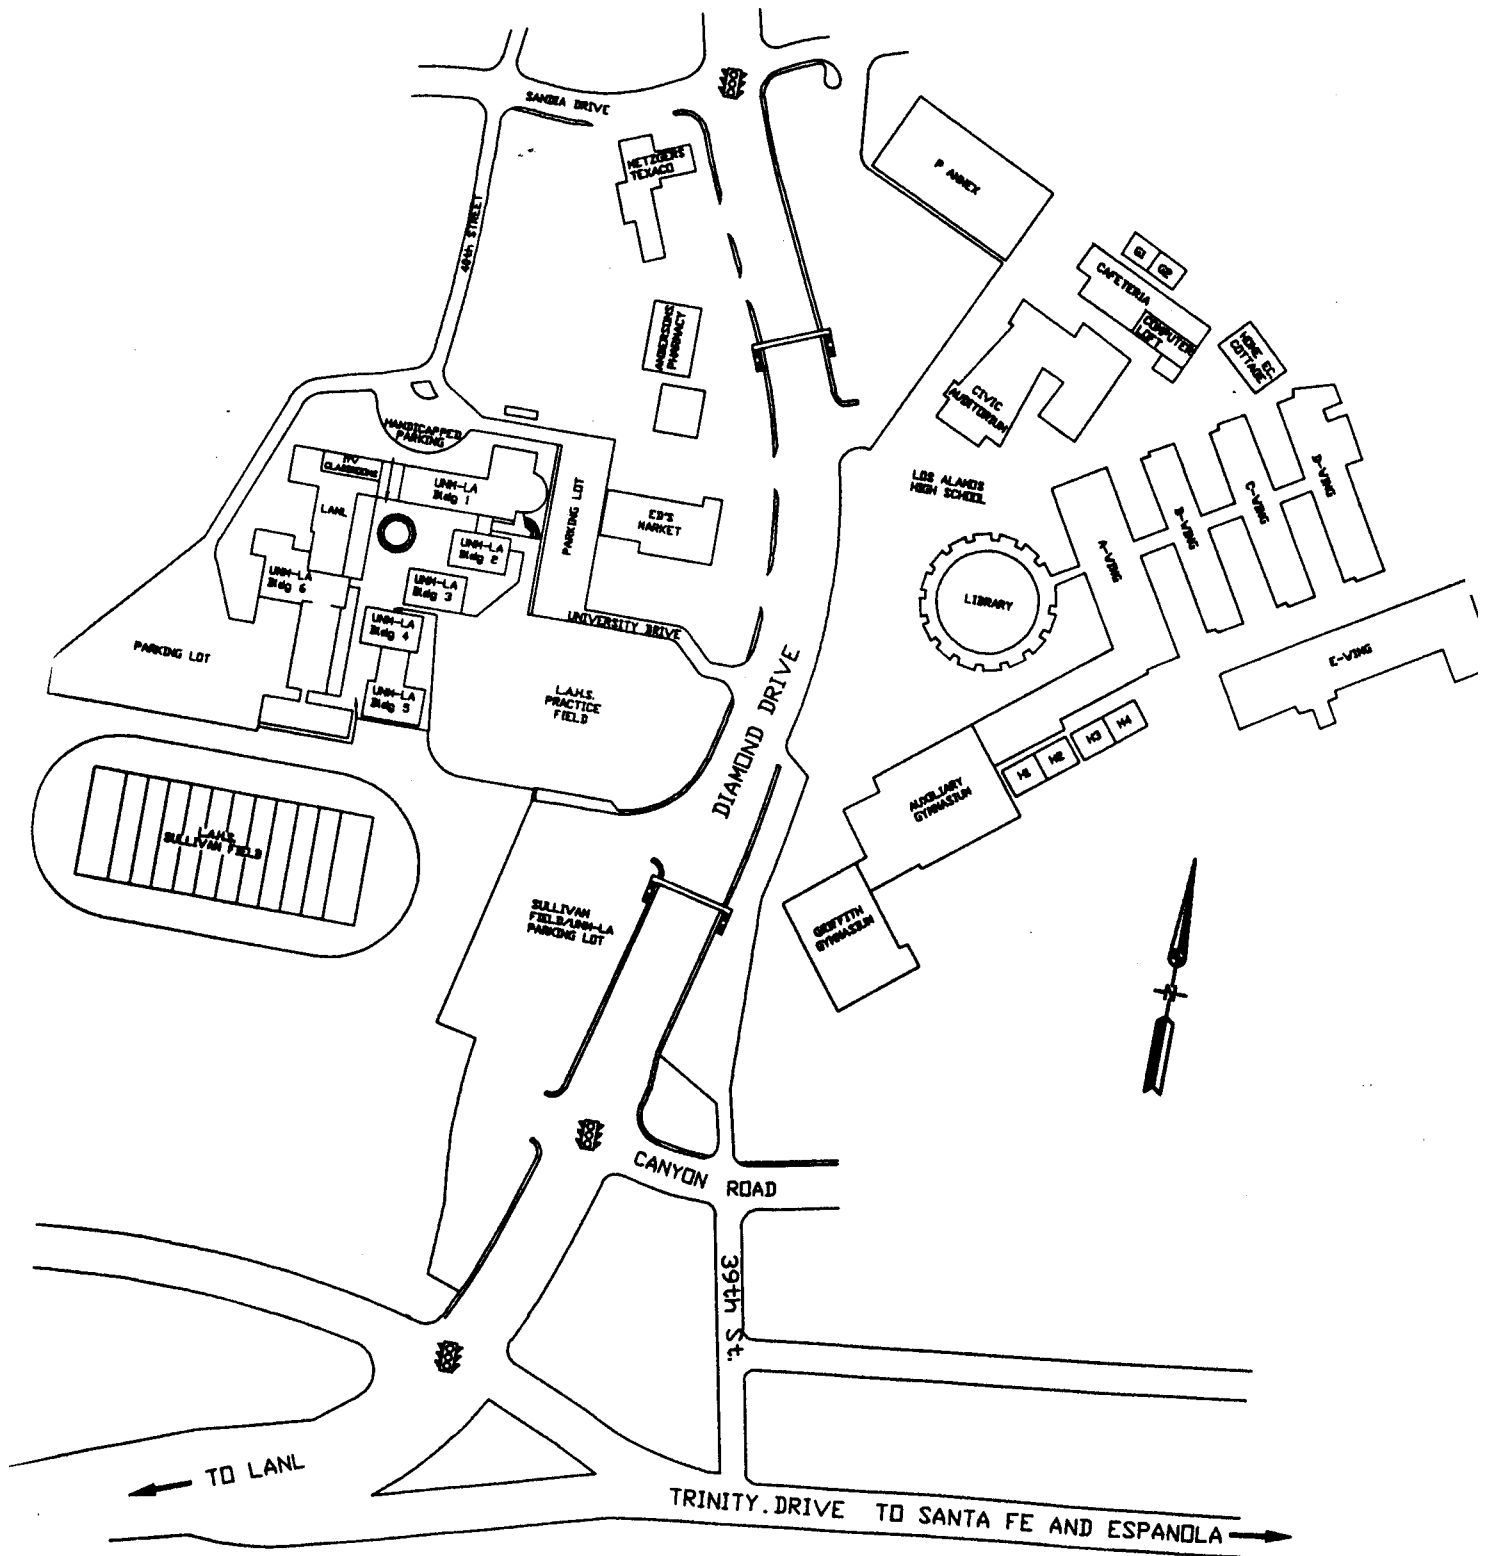 SANDIA DRIVE
METZGERS
TEXACO
P ANNEX
40th STREET
G1
G2
CAFETERIA
COMPUTER
LOFT
HOME EC.
COTTAGE
ANDERSONS
PHARMACY
CIVIC
AUDITORIUM
HANDICAPPED
PARKING
ITV
CLASSROOMS
UNM-LA
Bldg 1
LANL
PARKING LOT
ED'S
MARKET
UNM-LA
Bldg 2
LOS ALAMOS
HIGH SCHOOL
A-WING
B-WING
C-WING
D-WING
UNM-LA
Bldg 6
UNM-LA
Bldg 3
LIBRARY
UNM-LA
Bldg 4
UNIVERSITY DRIVE
PARKING LOT
E-WING
UNM-LA
Bldg 5
L.A.H.S.
PRACTICE
FIELD
DIAMOND DRIVE
H1
H2
H3
H4
AUXILIARY
GYMNASIUM
L.A.H.S.
SULLIVAN FIELD
SULLIVAN
FIELD/UNM-LA
PARKING LOT
GRIFFITH
GYMNASIUM
N
CANYON ROAD
39th St.
TO LANL
TRINITY.DRIVE TO SANTA FE AND ESPANOLA